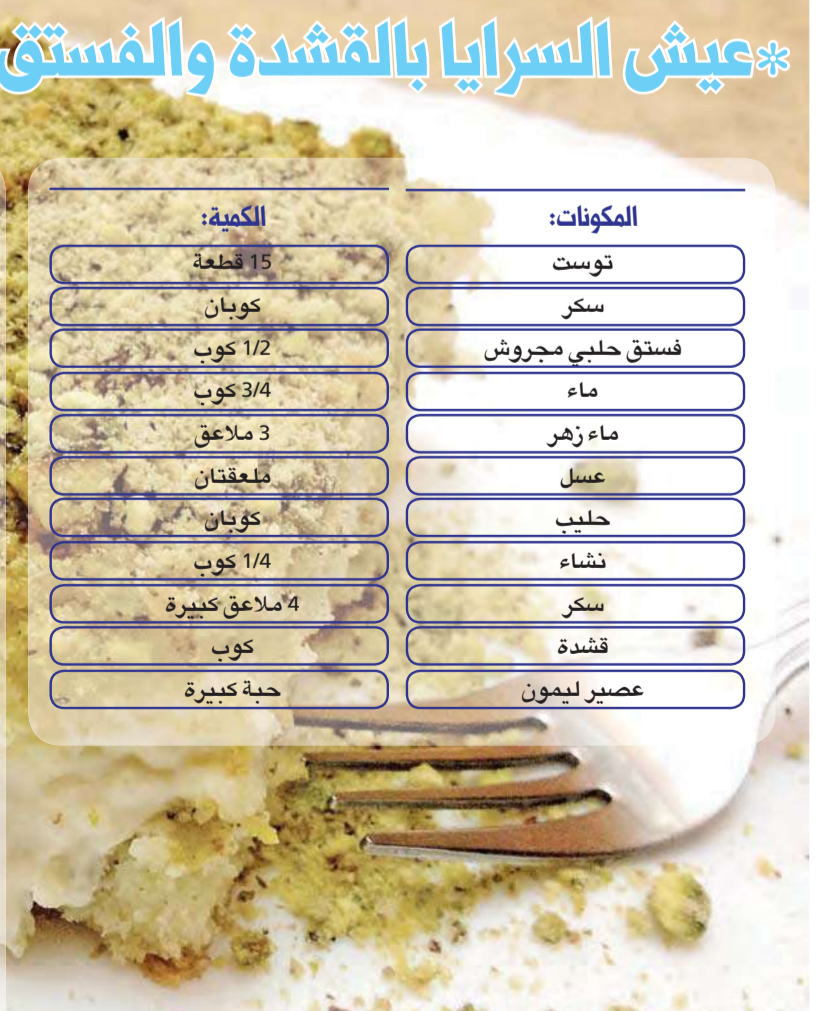 *عيش السرايا بالقشدة والفستق
المكونات: الكمية:
توست 15 قطعة
سكر كوبان
فستق حلبي مجروش 1/2 كوب
ماء 3/4 كوب
ماء زهر 3 ملاعق
عسل ملعقتان
حليب كوبان
نشاء 1/4 كوب
سكر 4 ملاعق كبيرة
قشدة كوب
عصير ليمون حبة كبيرة